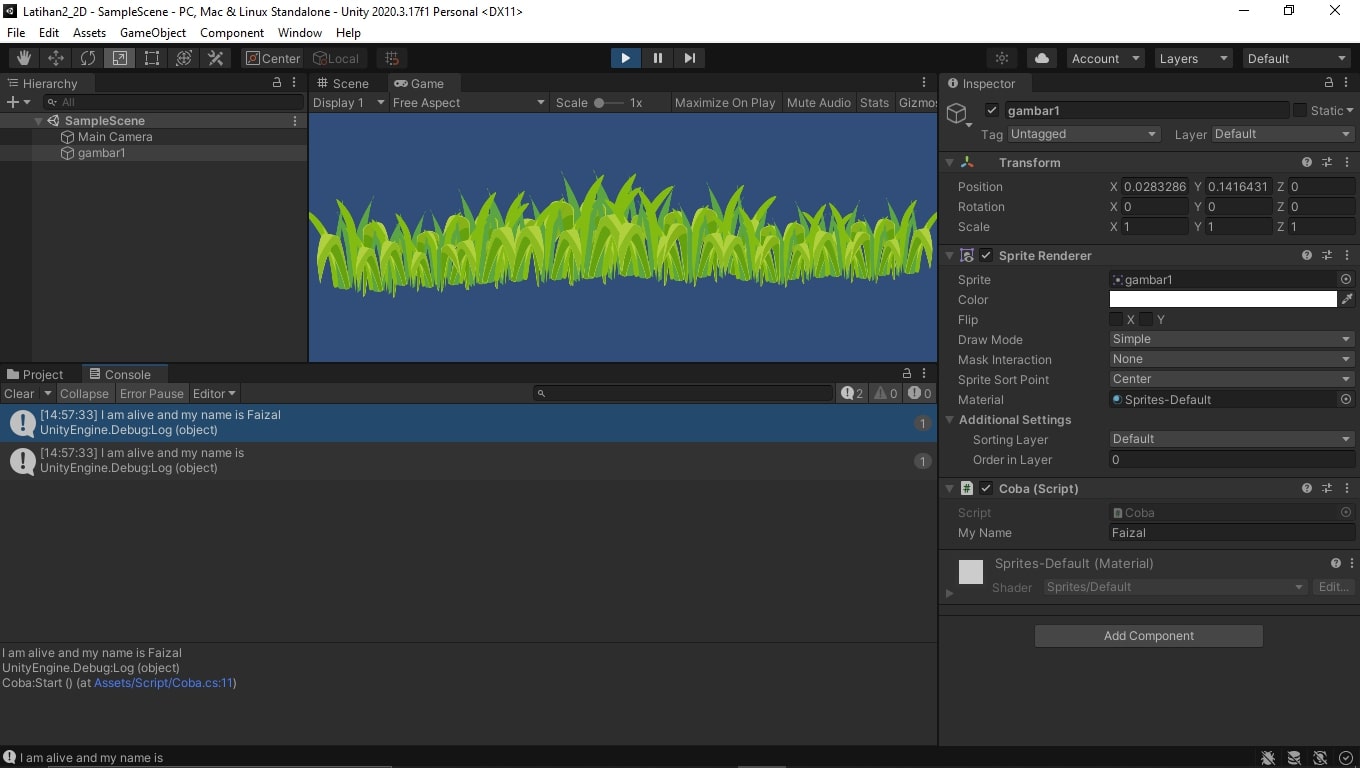 Latihan2_2D - SampleScene - PC, Mac & Linux Standalone - Unity 2020.3.17f1 Personal <DX11>
File Edit Assets GameObject Component Window Help
Center Local Account Layers Default
Hierarchy
All
SampleScene
Main Camera
gambar1
Scene Game
Display 1 Free Aspect Scale 1x Maximize On Play Mute Audio Stats Gizmos
Project Console
Clear Collapse Error Pause Editor 2 0 0
[14:57:33] I am alive and my name is Faizal
UnityEngine.Debug:Log (object)
1
[14:57:33] I am alive and my name is
UnityEngine.Debug:Log (object)
1
I am alive and my name is Faizal
UnityEngine.Debug:Log (object)
Coba:Start () (at Assets/Script/Coba.cs:11)
I am alive and my name is
Inspector
gambar1 Static
Tag Untagged Layer Default
Transform
Position X 0.0283286 Y 0.1416431 Z 0
Rotation X 0 Y 0 Z 0
Scale X 1 Y 1 Z 1
Sprite Renderer
Sprite gambar1
Color
Flip X Y
Draw Mode Simple
Mask Interaction None
Sprite Sort Point Center
Material Sprites-Default
Additional Settings
Sorting Layer Default
Order in Layer 0
# Coba (Script)
Script Coba
My Name Faizal
Sprites-Default (Material)
Shader Sprites/Default Edit...
Add Component